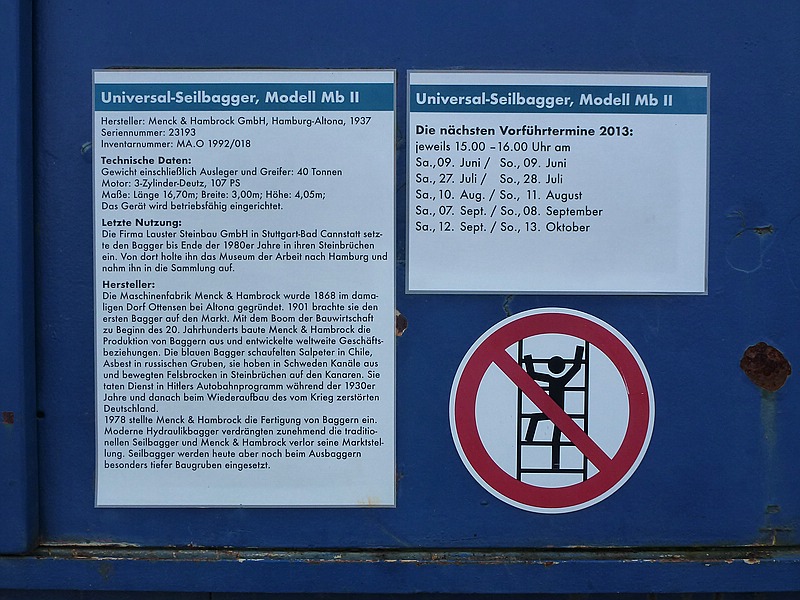 Universal-Seilbagger, Modell Mb II
Hersteller: Menck & Hambrock GmbH, Hamburg-Altona, 1937
Seriennummer: 23193
Inventarnummer: MA.O 1992/018
Technische Daten:
Gewicht einschließlich Ausleger und Greifer: 40 Tonnen
Motor: 3-Zylinder-Deutz, 107 PS
Maße: Länge 16,70m; Breite: 3,00m; Höhe: 4,05m;
Das Gerät wird betriebsfähig eingerichtet.
Letzte Nutzung:
Die Firma Lauster Steinbau GmbH in Stuttgart-Bad Cannstatt setz-
te den Bagger bis Ende der 1980er Jahre in ihren Steinbrüchen
ein. Von dort holte ihn das Museum der Arbeit nach Hamburg und
nahm ihn in die Sammlung auf.
Hersteller:
Die Maschinenfabrik Menck & Hambrock wurde 1868 im dama-
ligen Dorf Ottensen bei Altona gegründet. 1901 brachte sie den
ersten Bagger auf den Markt. Mit dem Boom der Bauwirtschaft
zu Beginn des 20. Jahrhunderts baute Menck & Hambrock die
Produktion von Baggern aus und entwickelte weltweite Geschäfts-
beziehungen. Die blauen Bagger schaufelten Salpeter in Chile,
Asbest in russischen Gruben, sie hoben in Schweden Kanäle aus
und bewegten Felsbrocken in Steinbrüchen auf den Kanaren. Sie
taten Dienst in Hitlers Autobahnprogramm während der 1930er
Jahre und danach beim Wiederaufbau des vom Krieg zerstörten
Deutschland.
1978 stellte Menck & Hambrock die Fertigung von Baggern ein.
Moderne Hydraulikbagger verdrängten zunehmend die traditio-
nellen Seilbagger und Menck & Hambrock verlor seine Marktstel-
lung. Seilbagger werden heute aber noch beim Ausbaggern
besonders tiefer Baugruben eingesetzt.
Universal-Seilbagger, Modell Mb II
Die nächsten Vorführtermine 2013:
jeweils 15.00 –16.00 Uhr am
Sa.,09. Juni / So., 09. Juni
Sa., 27. Juli / So., 28. Juli
Sa., 10. Aug. / So., 11. August
Sa., 07. Sept. / So., 08. September
Sa., 12. Sept. / So., 13. Oktober